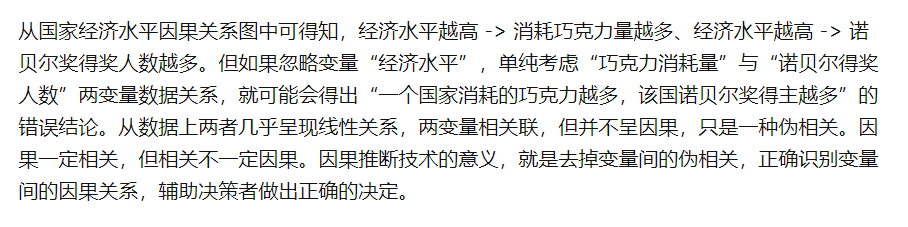 从国家经济水平因果关系图中可得知，经济水平越高 -> 消耗巧克力量越多、经济水平越高 -> 诺
贝尔奖得奖人数越多。但如果忽略变量“经济水平”，单纯考虑“巧克力消耗量”与“诺贝尔得奖
人数”两变量数据关系，就可能会得出“一个国家消耗的巧克力越多，该国诺贝尔奖得主越多”的
错误结论。从数据上两者几乎呈现线性关系，两变量相关联，但并不呈因果，只是一种伪相关。因
果一定相关，但相关不一定因果。因果推断技术的意义，就是去掉变量间的伪相关，正确识别变量
间的因果关系，辅助决策者做出正确的决定。